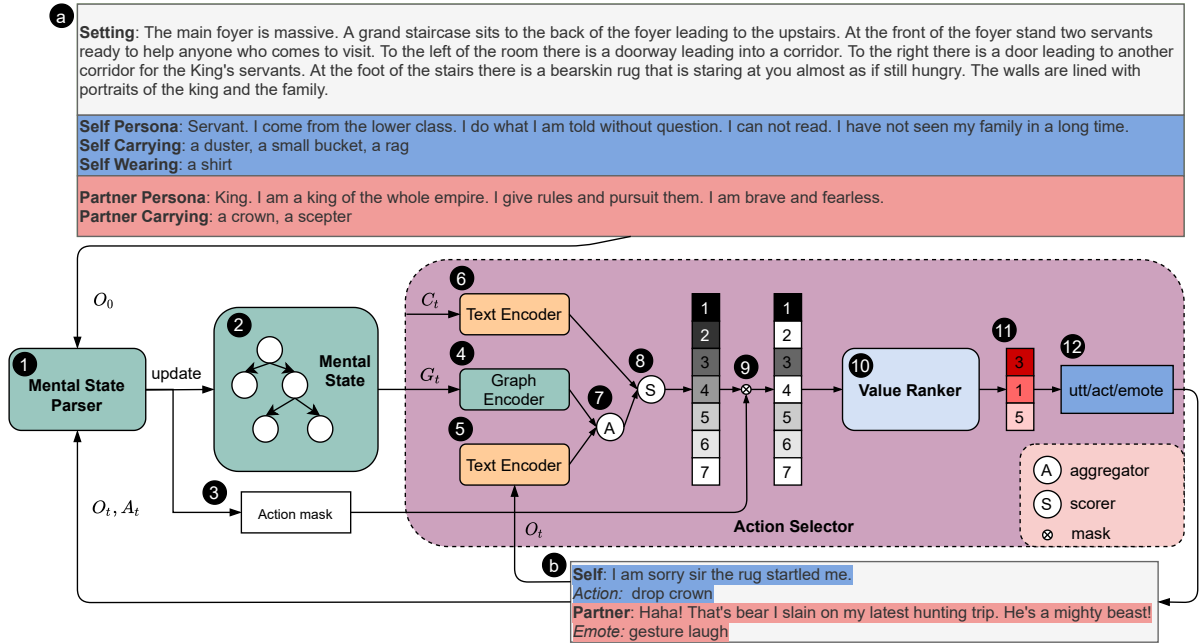 a
Setting: The main foyer is massive. A grand staircase sits to the back of the foyer leading to the upstairs. At the front of the foyer stand two servants
ready to help anyone who comes to visit. To the left of the room there is a doorway leading into a corridor. To the right there is a door leading to another
corridor for the King's servants. At the foot of the stairs there is a bearskin rug that is staring at you almost as if still hungry. The walls are lined with
portraits of the king and the family.
Self Persona: Servant. I come from the lower class. I do what I am told without question. I can not read. I have not seen my family in a long time.
Self Carrying: a duster, a small bucket, a rag
Self Wearing: a shirt
Partner Persona: King. I am a king of the whole empire. I give rules and pursuit them. I am brave and fearless.
Partner Carrying: a crown, a scepter
O_0
1
Mental State
Parser
update
2
Mental
State
3
Action mask
O_t, A_t
C_t
6
Text Encoder
G_t
4
Graph
Encoder
5
Text Encoder
O_t
7
A
8
S
1
2
3
4
5
6
7
9
1
2
3
4
5
6
7
10
Value Ranker
11
3
1
5
12
utt/act/emote
Action Selector
A aggregator
S scorer
⊗ mask
b
Self: I am sorry sir the rug startled me.
Action: drop crown
Partner: Haha! That's bear I slain on my latest hunting trip. He's a mighty beast!
Emote: gesture laugh